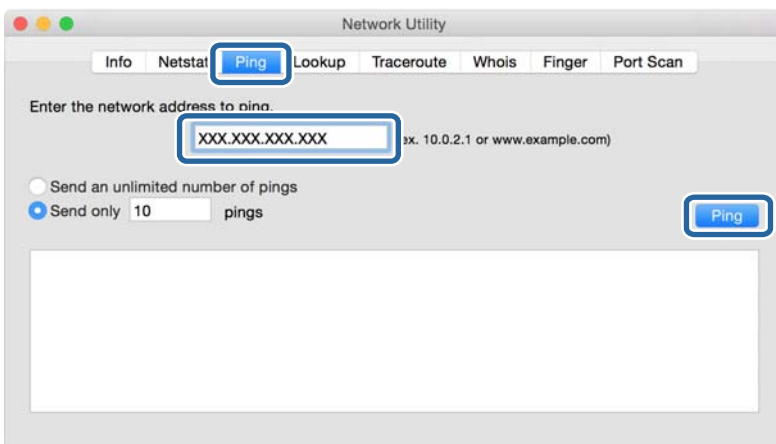 Network Utility
Info Netstat Ping Lookup Traceroute Whois Finger Port Scan
Enter the network address to ping.
XXX.XXX.XXX.XXX ex. 10.0.2.1 or www.example.com)
Send an unlimited number of pings
Send only 10 pings
Ping